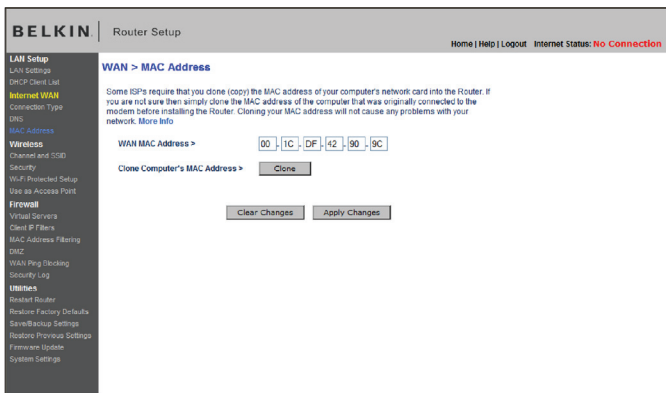 BELKIN. Router Setup
Home | Help | Logout Internet Status: No Connection
LAN Setup
LAN Settings
DHCP Client List
Internet WAN
Connection Type
DNS
MAC Address
Wireless
Channel and SSID
Security
Wi-Fi Protected Setup
Use as Access Point
Firewall
Virtual Servers
Client IP Filters
MAC Address Filtering
DMZ
WAN Ping Blocking
Security Log
Utilities
Restart Router
Restore Factory Defaults
Save/Backup Settings
Restore Previous Settings
Firmware Update
System Settings
WAN > MAC Address
Some ISPs require that you clone (copy) the MAC address of your computer's network card into the Router. If
you are not sure then simply clone the MAC address of the computer that was originally connected to the
modem before installing the Router. Cloning your MAC address will not cause any problems with your
network. More Info
WAN MAC Address > 00 . 1C . DF . 42 . 90 . 9C
Clone Computer's MAC Address > Clone
Clear Changes Apply Changes